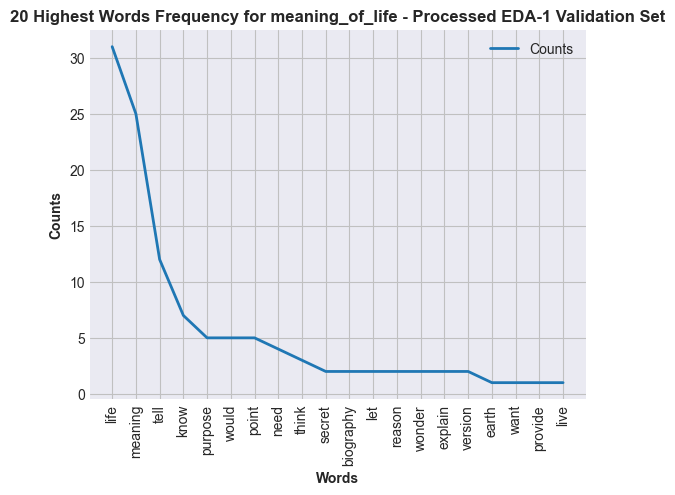 20 Highest Words Frequency for meaning_of_life - Processed EDA-1 Validation Set
Counts
30
25
20
15
10
5
0
Counts
life
meaning
tell
know
purpose
would
point
need
think
secret
biography
let
reason
wonder
explain
version
earth
want
provide
live
Words